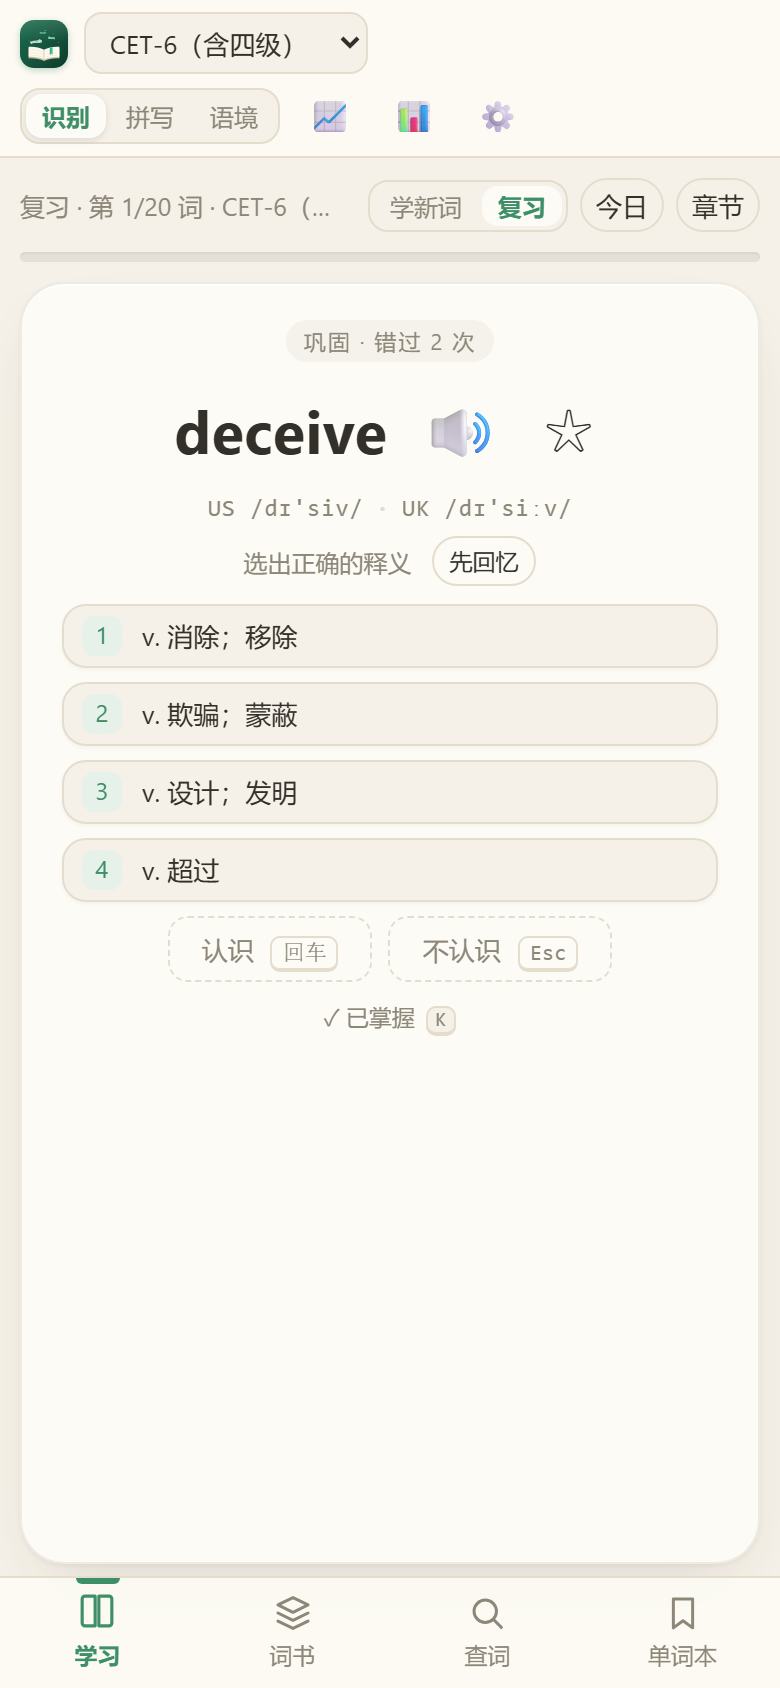 CET-6（含四级）
识别 拼写 语境
复习 · 第 1/20 词 · CET-6（... 学新词 复习 今日 章节
巩固 · 错过 2 次
deceive
US /dɪˈsiv/ · UK /dɪˈsiːv/
选出正确的释义 先回忆
1 v. 消除；移除
2 v. 欺骗；蒙蔽
3 v. 设计；发明
4 v. 超过
认识 回车 不认识 Esc
✓ 已掌握 K
学习 词书 查词 单词本